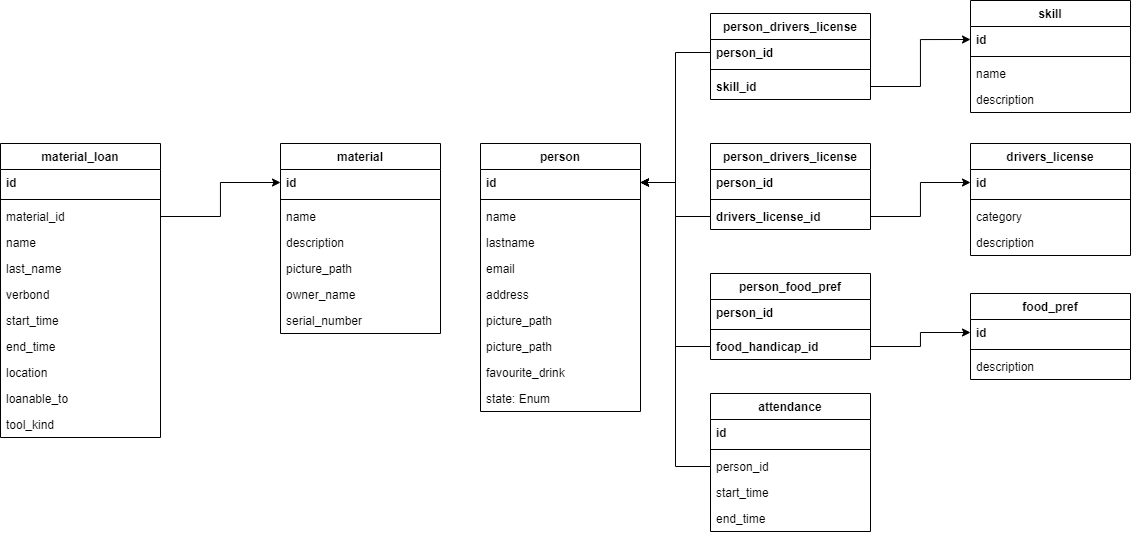 material_loan
id
material_id
name
last_name
verbond
start_time
end_time
location
loanable_to
tool_kind
material
id
name
description
picture_path
owner_name
serial_number
person
id
name
lastname
email
address
picture_path
picture_path
favourite_drink
state: Enum
person_drivers_license
person_id
skill_id
person_drivers_license
person_id
drivers_license_id
person_food_pref
person_id
food_handicap_id
attendance
id
person_id
start_time
end_time
skill
id
name
description
drivers_license
id
category
description
food_pref
id
description